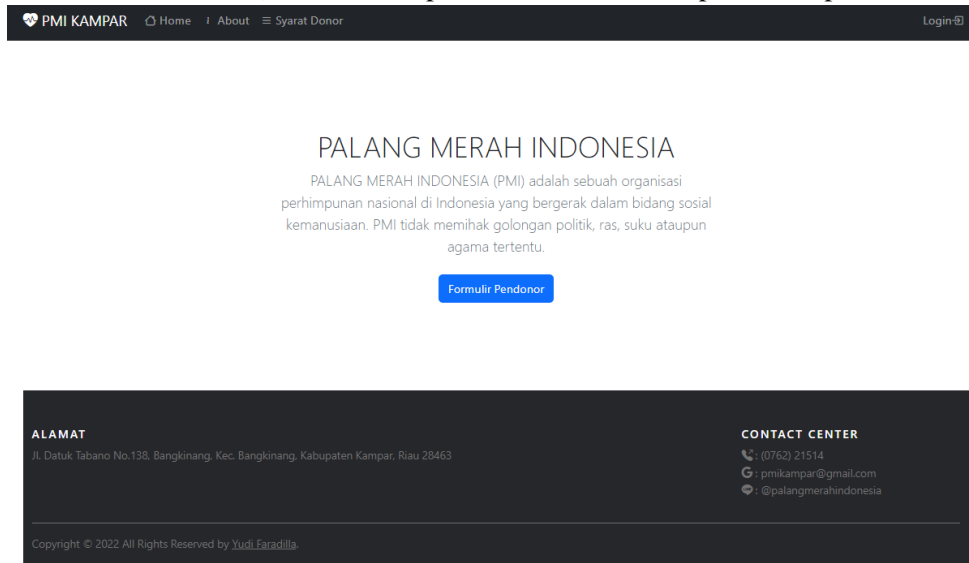 PMI KAMPAR Home About Syarat Donor Login
PALANG MERAH INDONESIA
PALANG MERAH INDONESIA (PMI) adalah sebuah organisasi
perhimpunan nasional di Indonesia yang bergerak dalam bidang sosial
kemanusiaan. PMI tidak memihak golongan politik, ras, suku ataupun
agama tertentu.
Formulir Pendonor
ALAMAT
Jl. Datuk Tabano No.138, Bangkinang, Kec. Bangkinang, Kabupaten Kampar, Riau 28463
CONTACT CENTER
: (0762) 21514
G : pmikampar@gmail.com
: @palangmerahindonesia
Copyright © 2022 All Rights Reserved by Yudi Faradilla.